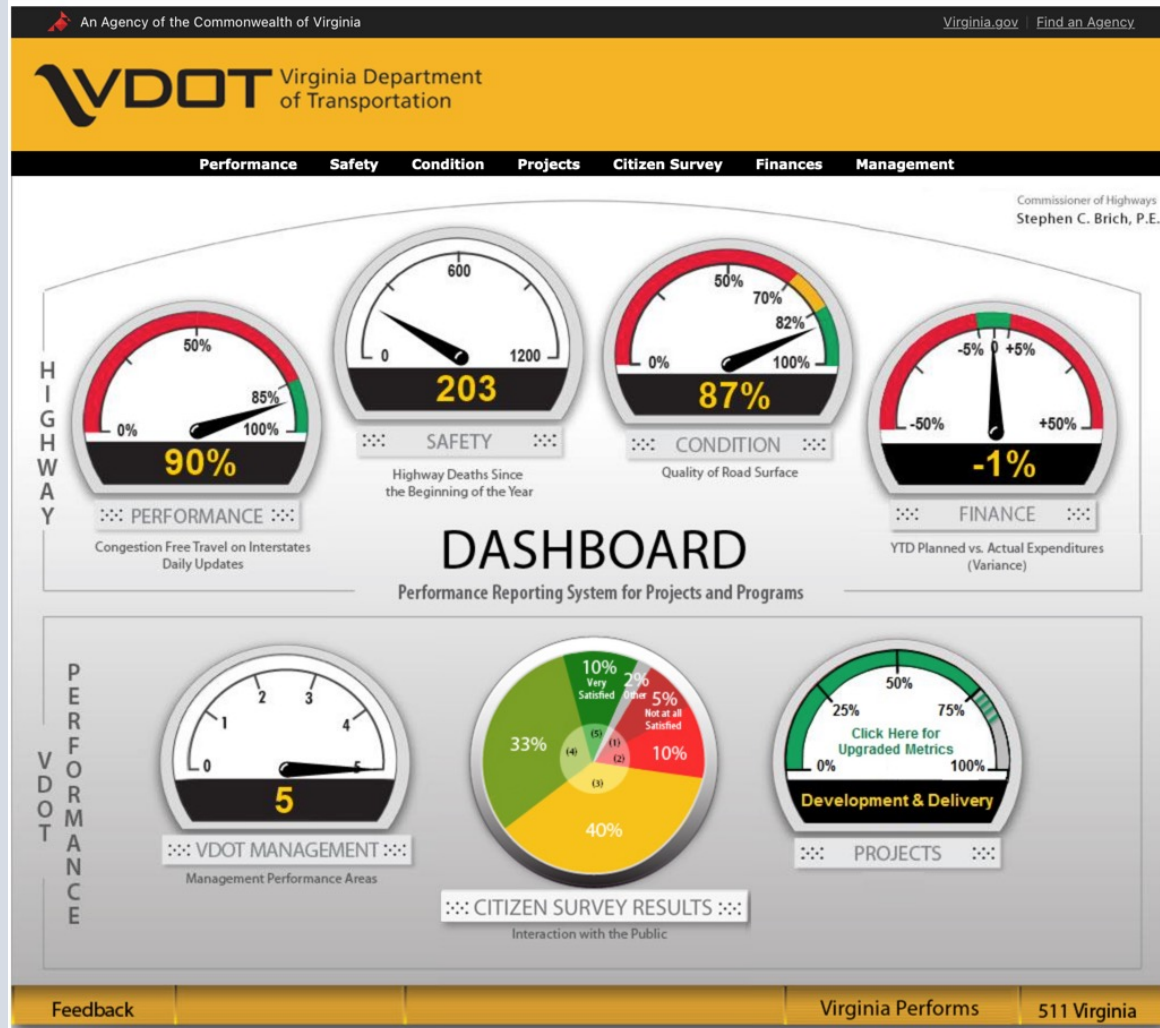 An Agency of the Commonwealth of Virginia
Virginia.gov | Find an Agency
VDOT Virginia Department
of Transportation
Performance Safety Condition Projects Citizen Survey Finances Management
Commissioner of Highways
Stephen C. Brich, P.E.
HIGHWAY
0%
50%
85%
100%
90%
PERFORMANCE
Congestion Free Travel on Interstates
Daily Updates
0
600
1200
203
SAFETY
Highway Deaths Since
the Beginning of the Year
0%
50%
70%
82%
100%
87%
CONDITION
Quality of Road Surface
-50%
-5% 0 +5%
+50%
-1%
FINANCE
YTD Planned vs. Actual Expenditures
(Variance)
DASHBOARD
Performance Reporting System for Projects and Programs
VDOT
PERFORMANCE
0
1
2
3
4
5
5
VDOT MANAGEMENT
Management Performance Areas
10%
Very
Satisfied
2%
Other
5%
Not at all
Satisfied
10%
40%
33%
(5)
(1)
(2)
(3)
(4)
CITIZEN SURVEY RESULTS
Interaction with the Public
0%
25%
50%
75%
100%
Click Here for
Upgraded Metrics
Development & Delivery
PROJECTS
Feedback
Virginia Performs
511 Virginia